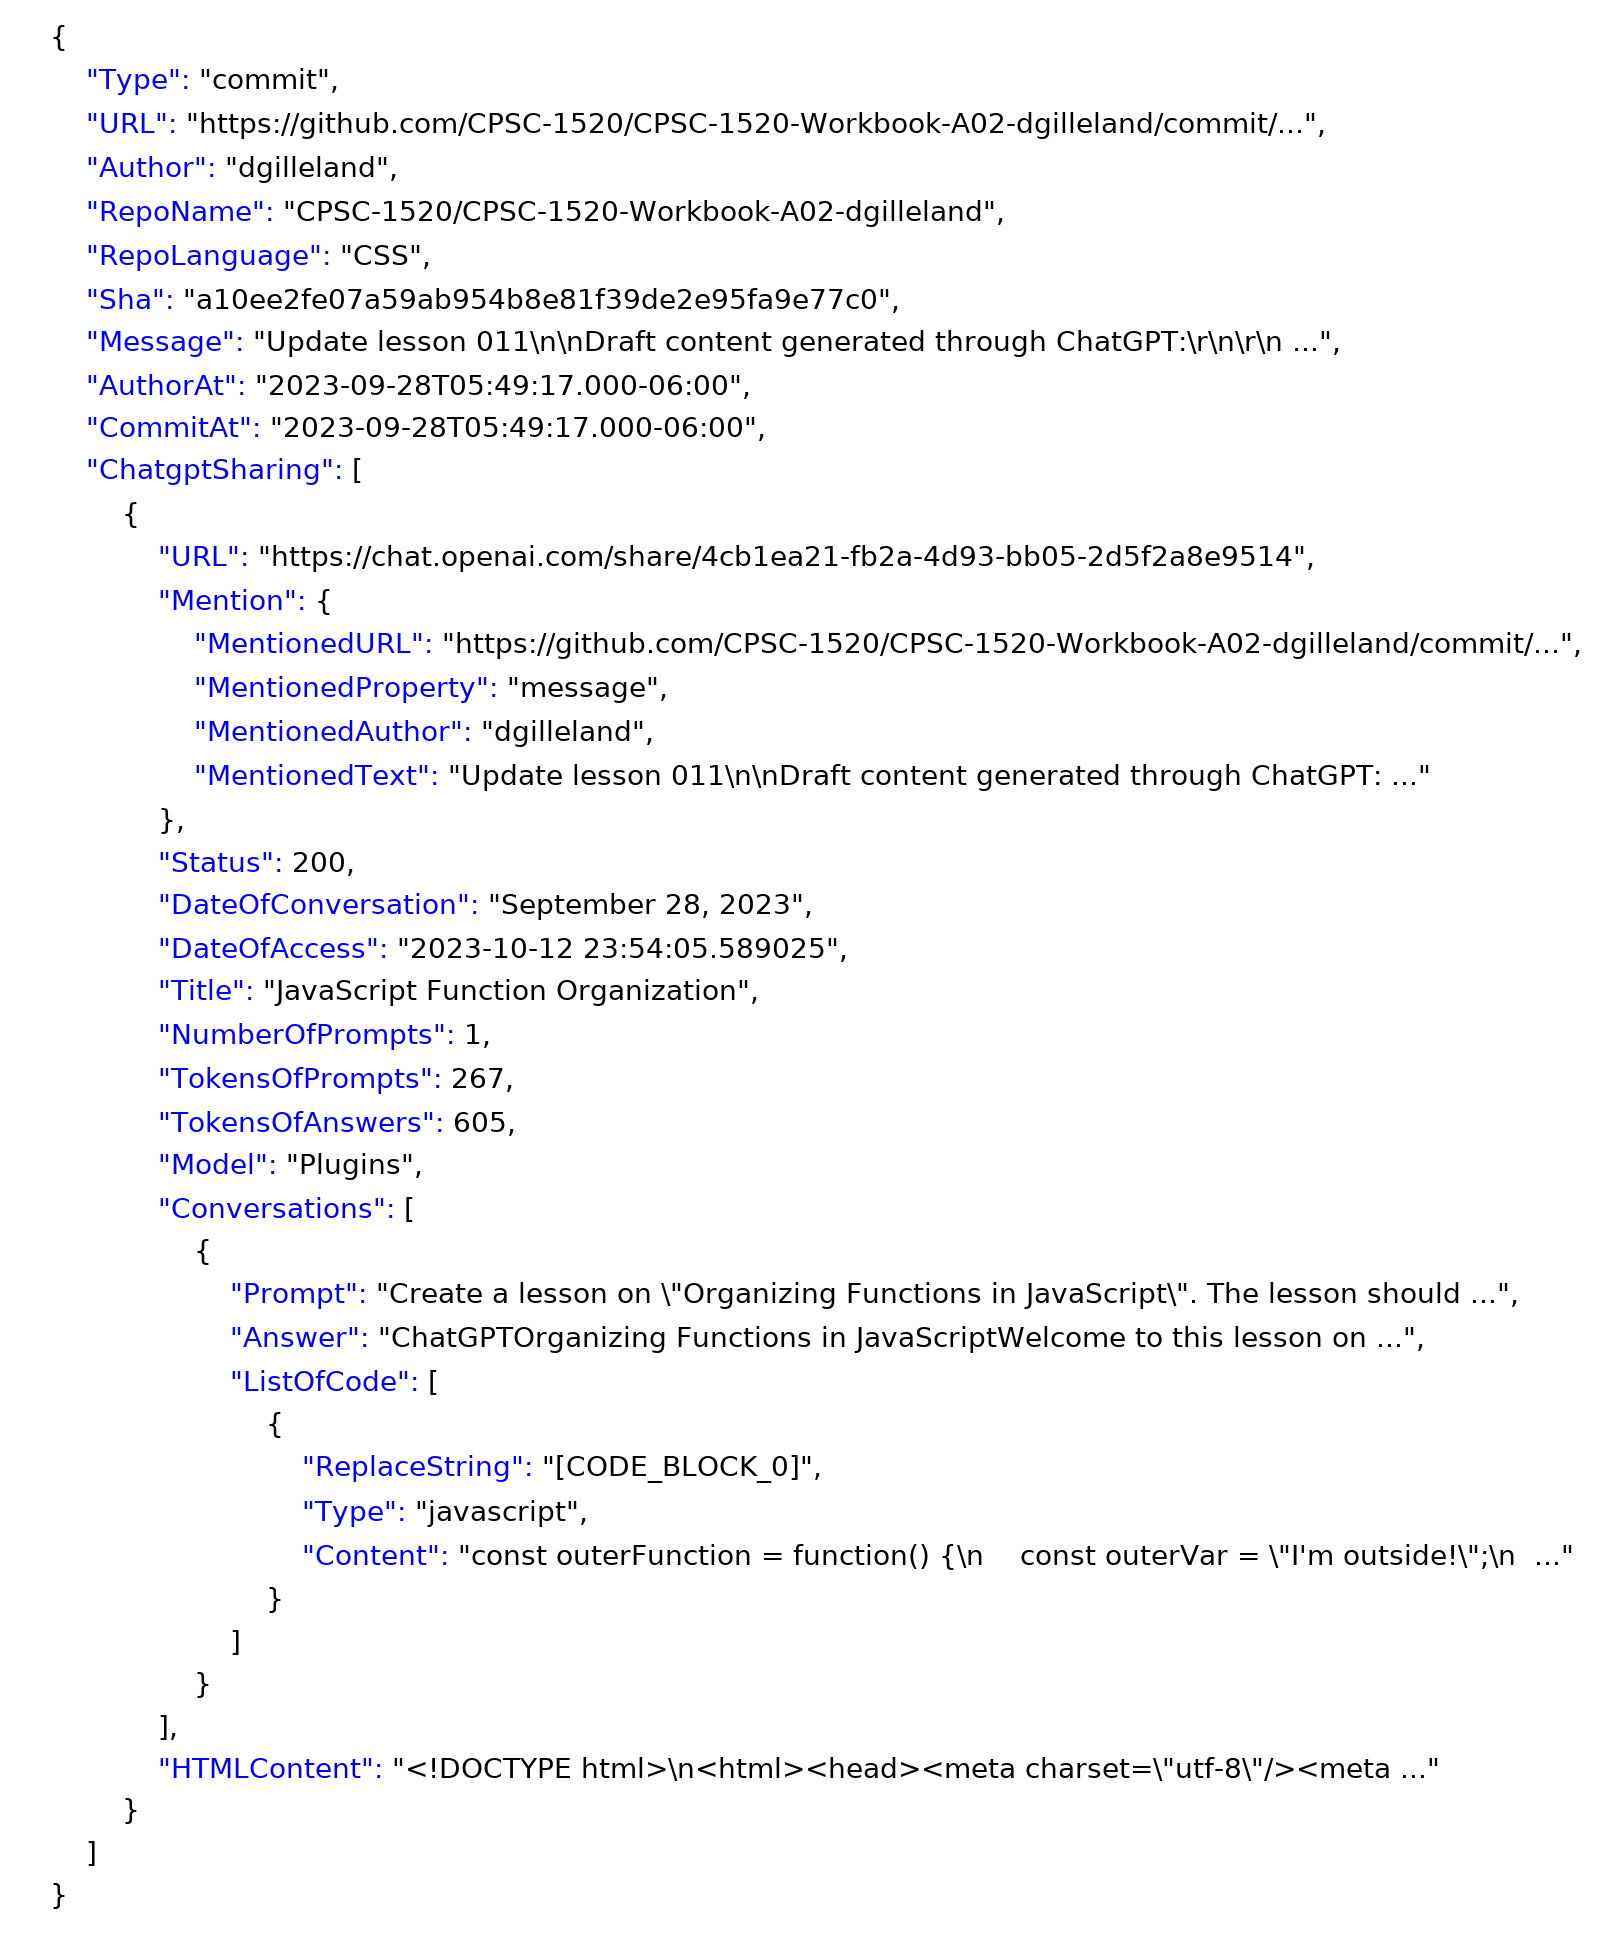 {
"Type": "commit",
"URL": "https://github.com/CPSC-1520/CPSC-1520-Workbook-A02-dgilleland/commit/...",
"Author": "dgilleland",
"RepoName": "CPSC-1520/CPSC-1520-Workbook-A02-dgilleland",
"RepoLanguage": "CSS",
"Sha": "a10ee2fe07a59ab954b8e81f39de2e95fa9e77c0",
"Message": "Update lesson 011\n\nDraft content generated through ChatGPT:\r\n\r\n ...",
"AuthorAt": "2023-09-28T05:49:17.000-06:00",
"CommitAt": "2023-09-28T05:49:17.000-06:00",
"ChatgptSharing": [
{
"URL": "https://chat.openai.com/share/4cb1ea21-fb2a-4d93-bb05-2d5f2a8e9514",
"Mention": {
"MentionedURL": "https://github.com/CPSC-1520/CPSC-1520-Workbook-A02-dgilleland/commit/...",
"MentionedProperty": "message",
"MentionedAuthor": "dgilleland",
"MentionedText": "Update lesson 011\n\nDraft content generated through ChatGPT: ..."
},
"Status": 200,
"DateOfConversation": "September 28, 2023",
"DateOfAccess": "2023-10-12 23:54:05.589025",
"Title": "JavaScript Function Organization",
"NumberOfPrompts": 1,
"TokensOfPrompts": 267,
"TokensOfAnswers": 605,
"Model": "Plugins",
"Conversations": [
{
"Prompt": "Create a lesson on \"Organizing Functions in JavaScript\". The lesson should ...",
"Answer": "ChatGPTOrganizing Functions in JavaScriptWelcome to this lesson on ...",
"ListOfCode": [
{
"ReplaceString": "[CODE_BLOCK_0]",
"Type": "javascript",
"Content": "const outerFunction = function() {\n    const outerVar = \"I'm outside!\";\n  ..."
}
]
}
],
"HTMLContent": "<!DOCTYPE html>\n<html><head><meta charset=\"utf-8\"/><meta ..."
}
]
}